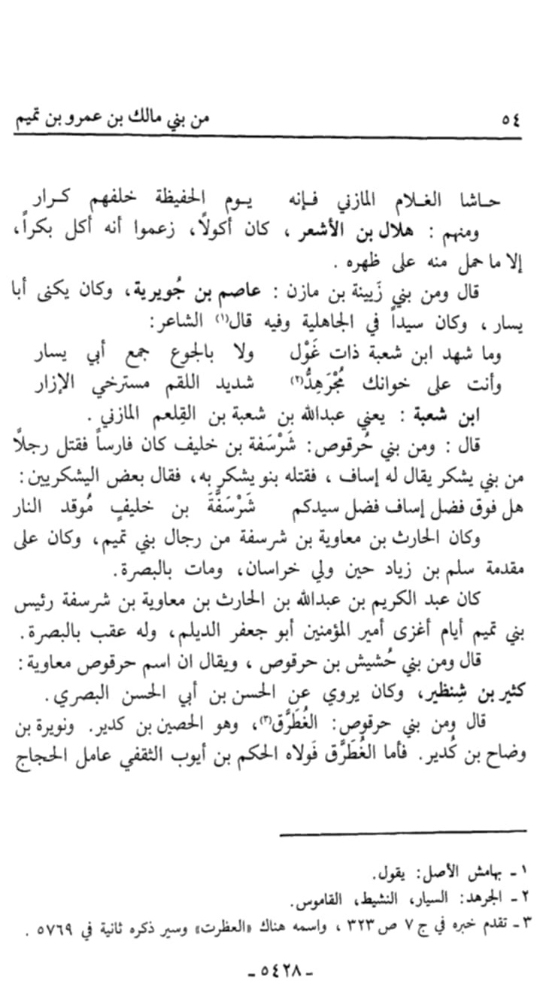 ٥٤ من بني مالك بن عمرو بن تميم
حاشا الغلام المازني فإنه يوم الحفيظة خلفهم كرار
ومنهم : هلال بن الأشعر ، كان أكولاً، زعموا أنه أكل بكراً،
إلا ما حمل منه على ظهره .
قال ومن بني زَبينة بن مازن : عاصم بن جُويرية، وكان يكنى أبا
يسار ، وكان سيداً في الجاهلية وفيه قال(١) الشاعر:
وما شهد ابن شعبة ذات غَوْل ولا بالجوع جمع أبي يسار
وأنت على خوانك مُجْرَهِدٌّ(٢) شديد اللقم مسترخي الإزار
ابن شعبة : يعني عبدالله بن شعبة بن القِلعم المازني .
قال : ومن بني حُرقوص: شَرْسَفة بن خليف كان فارساً فقتل رجلًا
من بني يشكر يقال له إساف ، فقتله بنو يشكر به، فقال بعض اليشكريين:
هل فوق فضل إساف فضل سيدكم شَرْسَفَّةَ بن خليفٍ مُوقد النار
وكان الحارث بن معاوية بن شرسفة من رجال بني تميم، وكان على
مقدمة سلم بن زياد حين ولي خراسان، ومات بالبصرة.
كان عبد الكريم بن عبدالله بن الحارث بن معاوية بن شرسفة رئيس
بني تميم أيام أغزى أمير المؤمنين أبو جعفر الديلم، وله عقب بالبصرة.
قال ومن بني حُشيش بن حرقوص ، ويقال ان اسم حرقوص معاوية:
كثير بن شِنظير، وكان يروي عن الحسن بن أبي الحسن البصري.
قال ومن بني حرقوص: الغُطَرَّق(٣)، وهو الحصين بن كدير. ونويرة بن
وضاح بن كُدير. فأما الغُطَرَّق فَولاه الحكم بن أيوب الثقفي عامل الحجاج
١ ـ بهامش الأصل: يقول.
٢ ـ الجرهد: السيار، النشيط، القاموس.
٣ ـ تقدم خبره في ج ٧ ص ٣٢٣ ، واسمه هناك «العظرت» وسير ذكره ثانية في ٥٧٦٩ .
ـ ٥٤٢٨ ـ